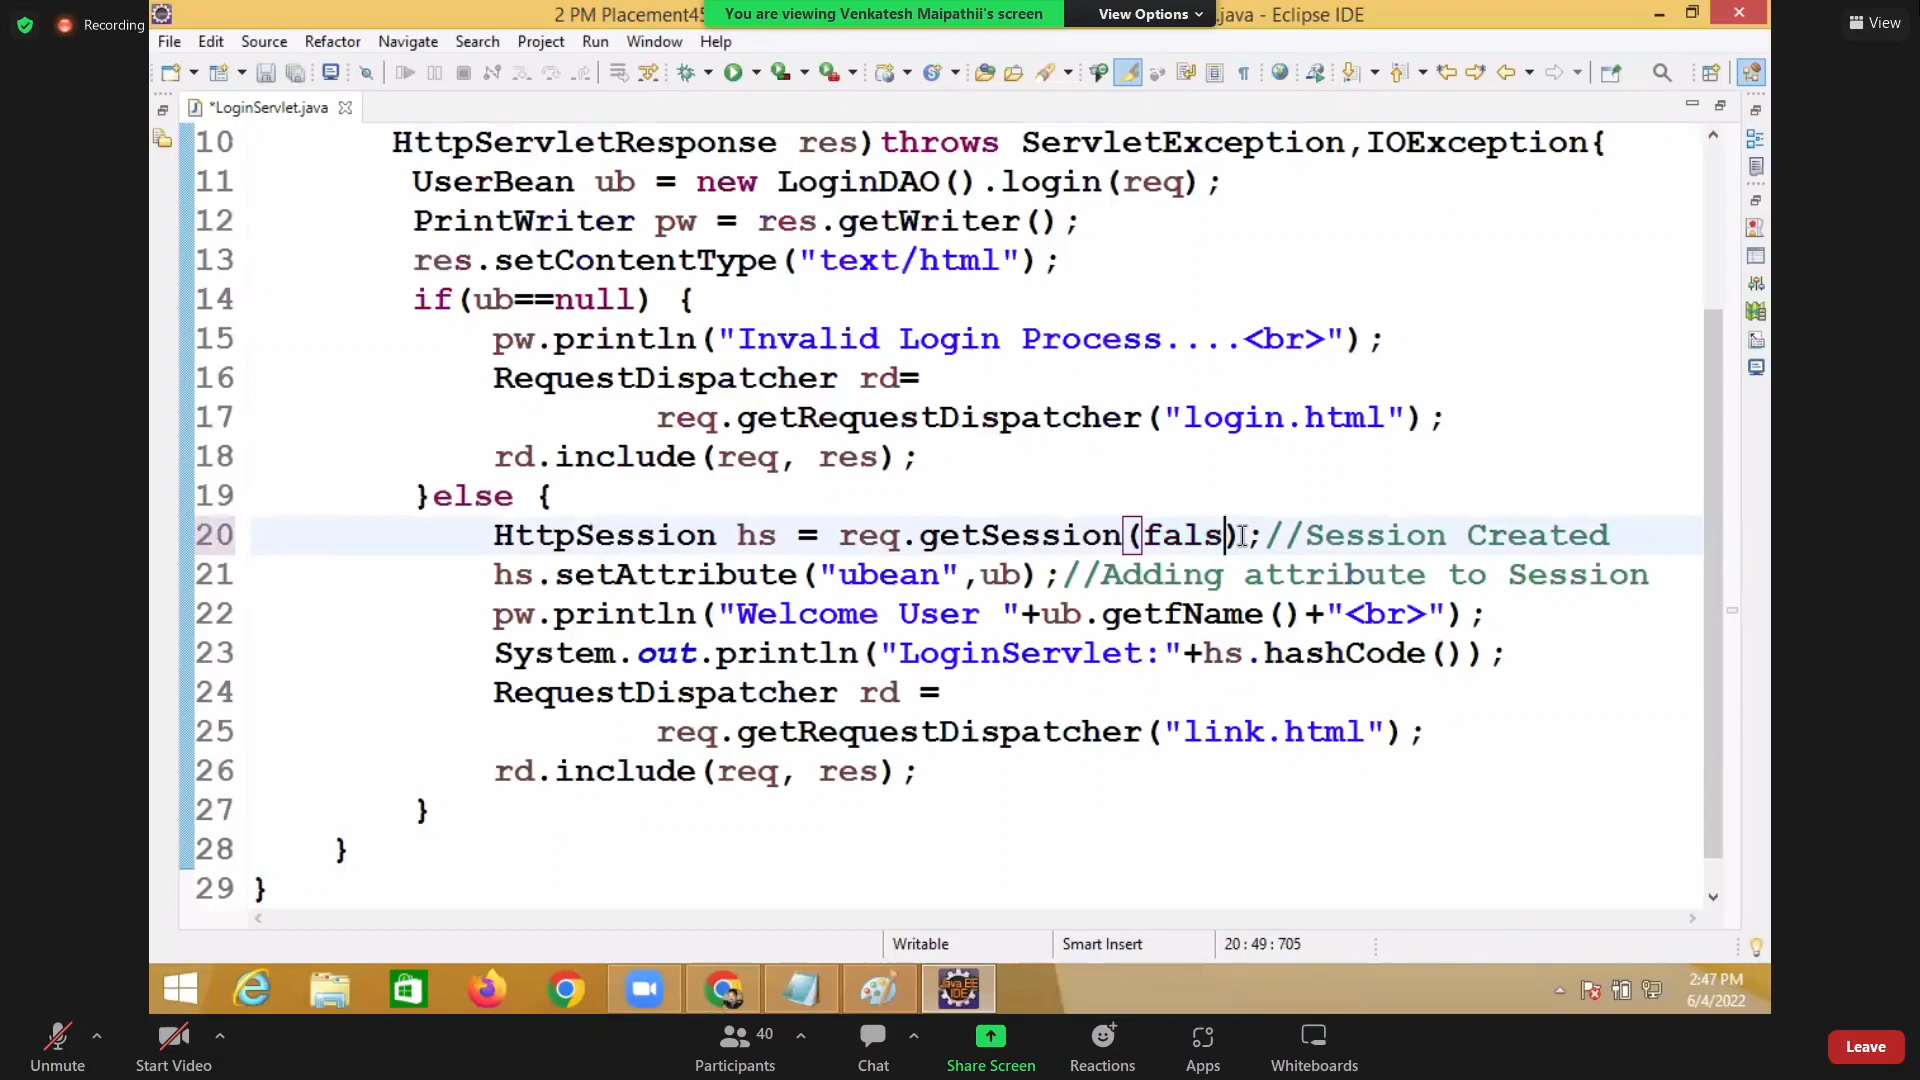 Recording
2 PM Placement45
You are viewing Venkatesh Maipathii's screen
View Options
.java - Eclipse IDE
View
File Edit Source Refactor Navigate Search Project Run Window Help
*LoginServlet.java
10 HttpServletResponse res)throws ServletException,IOException{
11 UserBean ub = new LoginDAO().login(req);
12 PrintWriter pw = res.getWriter();
13 res.setContentType("text/html");
14 if(ub==null) {
15 pw.println("Invalid Login Process....<br>");
16 RequestDispatcher rd=
17 req.getRequestDispatcher("login.html");
18 rd.include(req, res);
19 }else {
20 HttpSession hs = req.getSession(fals);//Session Created
21 hs.setAttribute("ubean",ub);//Adding attribute to Session
22 pw.println("Welcome User "+ub.getfName()+"<br>");
23 System.out.println("LoginServlet:"+hs.hashCode());
24 RequestDispatcher rd =
25 req.getRequestDispatcher("link.html");
26 rd.include(req, res);
27 }
28 }
29 }
Writable Smart Insert 20 : 49 : 705
Java EE
IDE
2:47 PM
6/4/2022
Unmute
Start Video
Participants
40
Chat
Share Screen
Reactions
Apps
Whiteboards
Leave